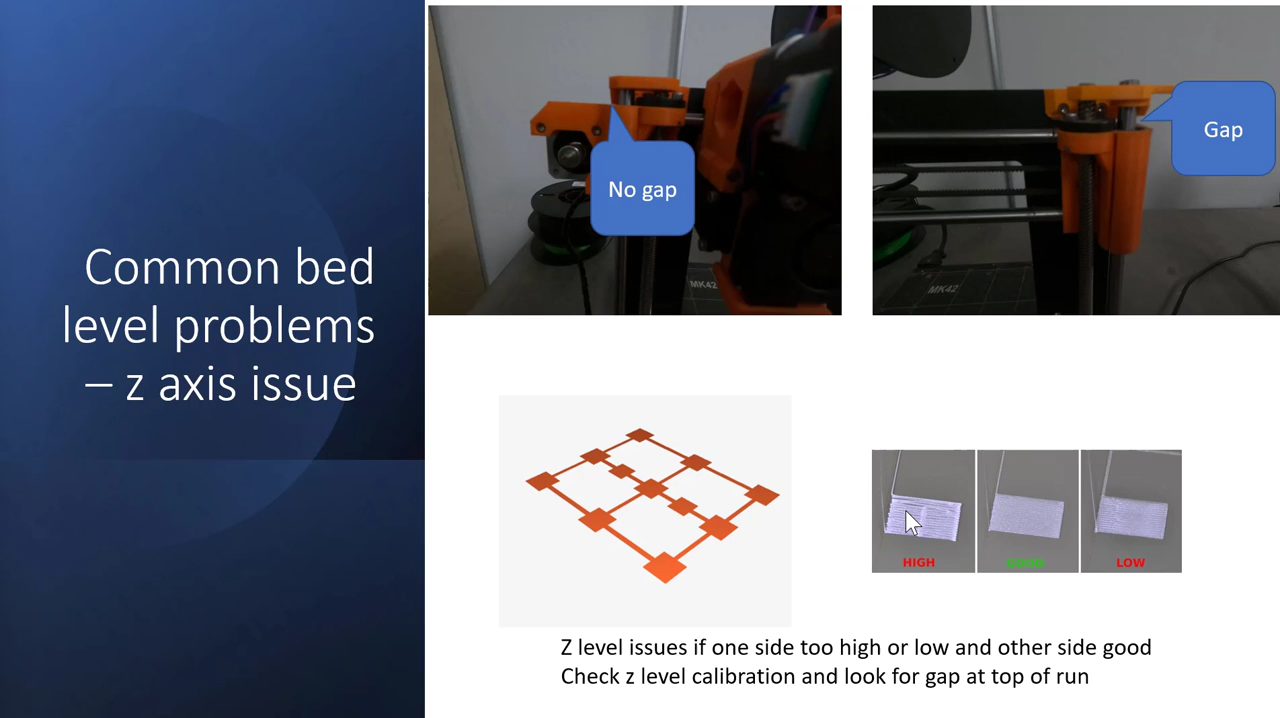 Common bed
level problems
– z axis issue
No gap
MK42
Gap
MK42
HIGH
GOOD
LOW
Z level issues if one side too high or low and other side good
Check z level calibration and look for gap at top of run